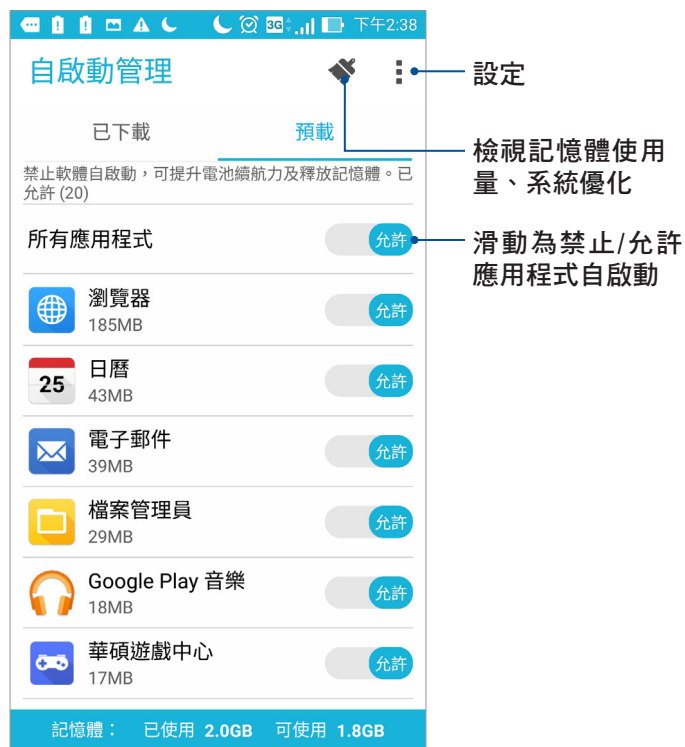 3G 下午2:38
自啟動管理
設定
已下載 預載
檢視記憶體使用
量、系統優化
禁止軟體自啟動，可提升電池續航力及釋放記憶體。已
允許 (20)
所有應用程式 允許
滑動為禁止/允許
應用程式自啟動
瀏覽器 允許
185MB
25 日曆 允許
43MB
電子郵件 允許
39MB
檔案管理員 允許
29MB
Google Play 音樂 允許
18MB
華碩遊戲中心 允許
17MB
記憶體： 已使用 2.0GB 可使用 1.8GB